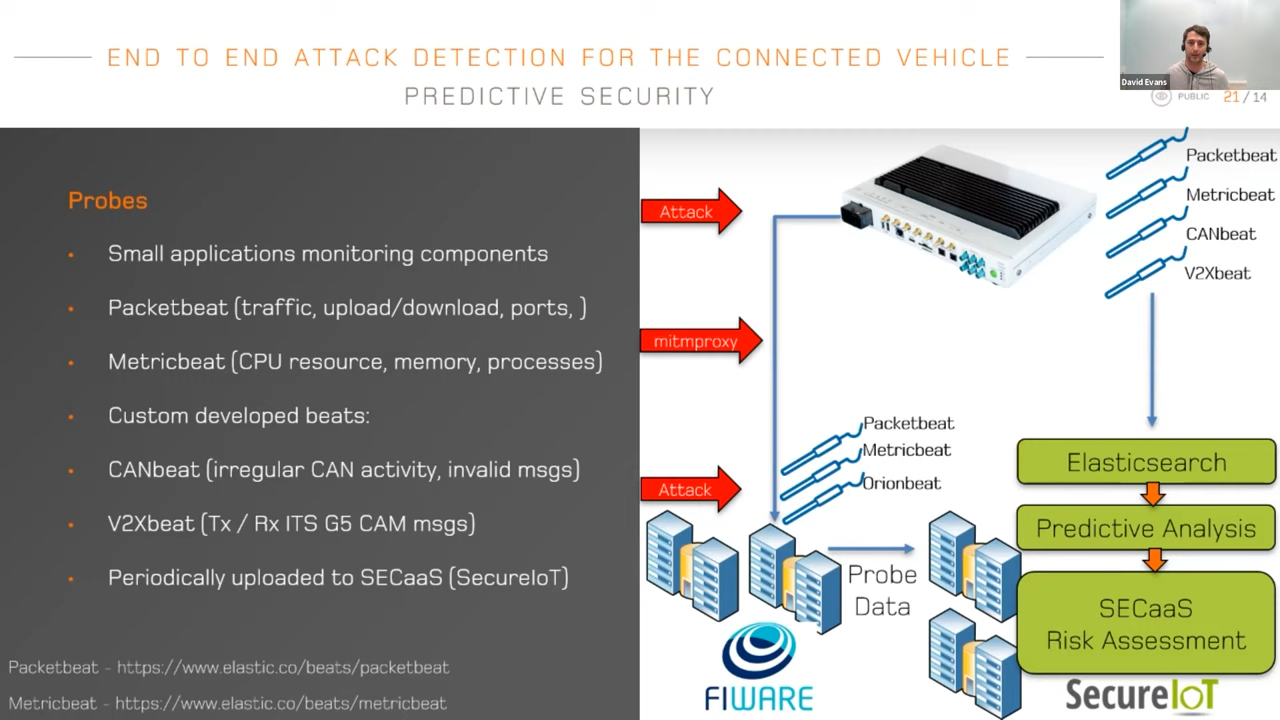 END TO END ATTACK DETECTION FOR THE CONNECTED VEHICLE
PREDICTIVE SECURITY
David Evans
PUBLIC 21 / 14
Probes
• Small applications monitoring components
• Packetbeat (traffic, upload/download, ports, )
• Metricbeat (CPU resource, memory, processes)
• Custom developed beats:
• CANbeat (irregular CAN activity, invalid msgs)
• V2Xbeat (Tx / Rx ITS G5 CAM msgs)
• Periodically uploaded to SECaaS (SecureIoT)
Packetbeat - https://www.elastic.co/beats/packetbeat
Metricbeat - https://www.elastic.co/beats/metricbeat
Attack
mitmproxy
Attack
Packetbeat
Metricbeat
CANbeat
V2Xbeat
Packetbeat
Metricbeat
Orionbeat
Probe
Data
FIWARE
Elasticsearch
Predictive Analysis
SECaaS
Risk Assessment
SecureIoT